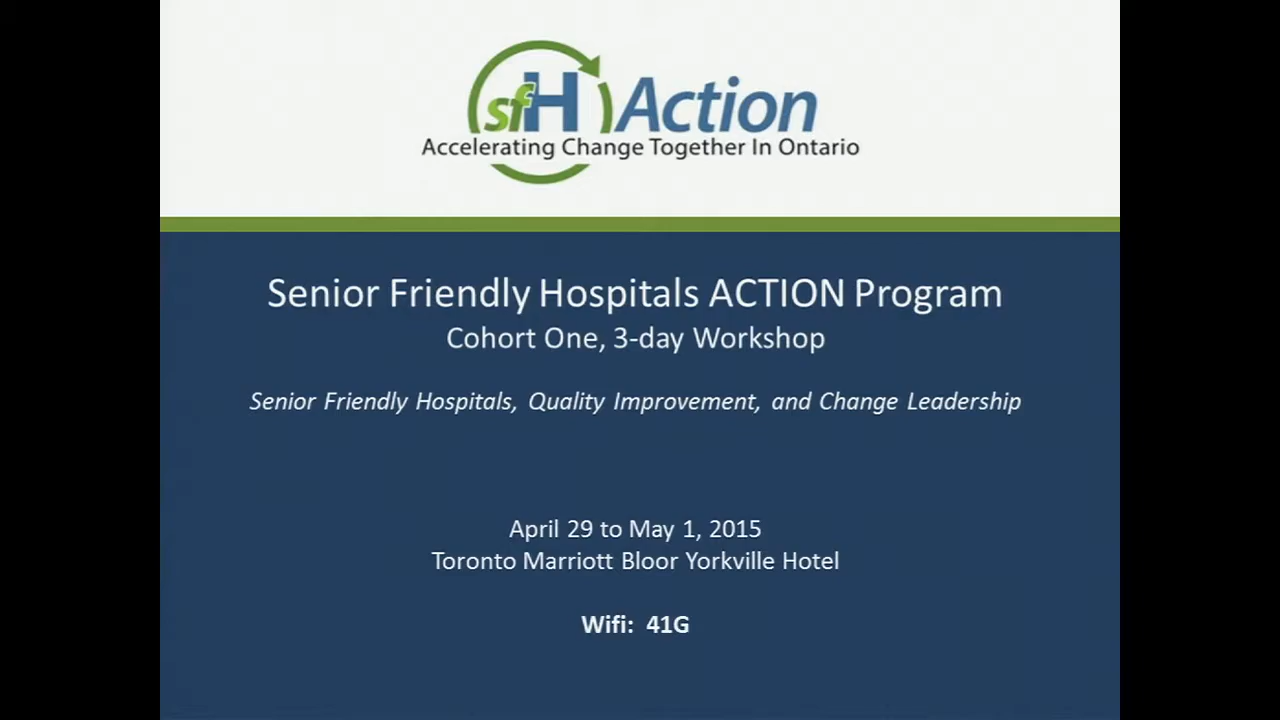 sfH Action
Accelerating Change Together In Ontario
Senior Friendly Hospitals ACTION Program
Cohort One, 3-day Workshop
Senior Friendly Hospitals, Quality Improvement, and Change Leadership
April 29 to May 1, 2015
Toronto Marriott Bloor Yorkville Hotel
Wifi: 41G